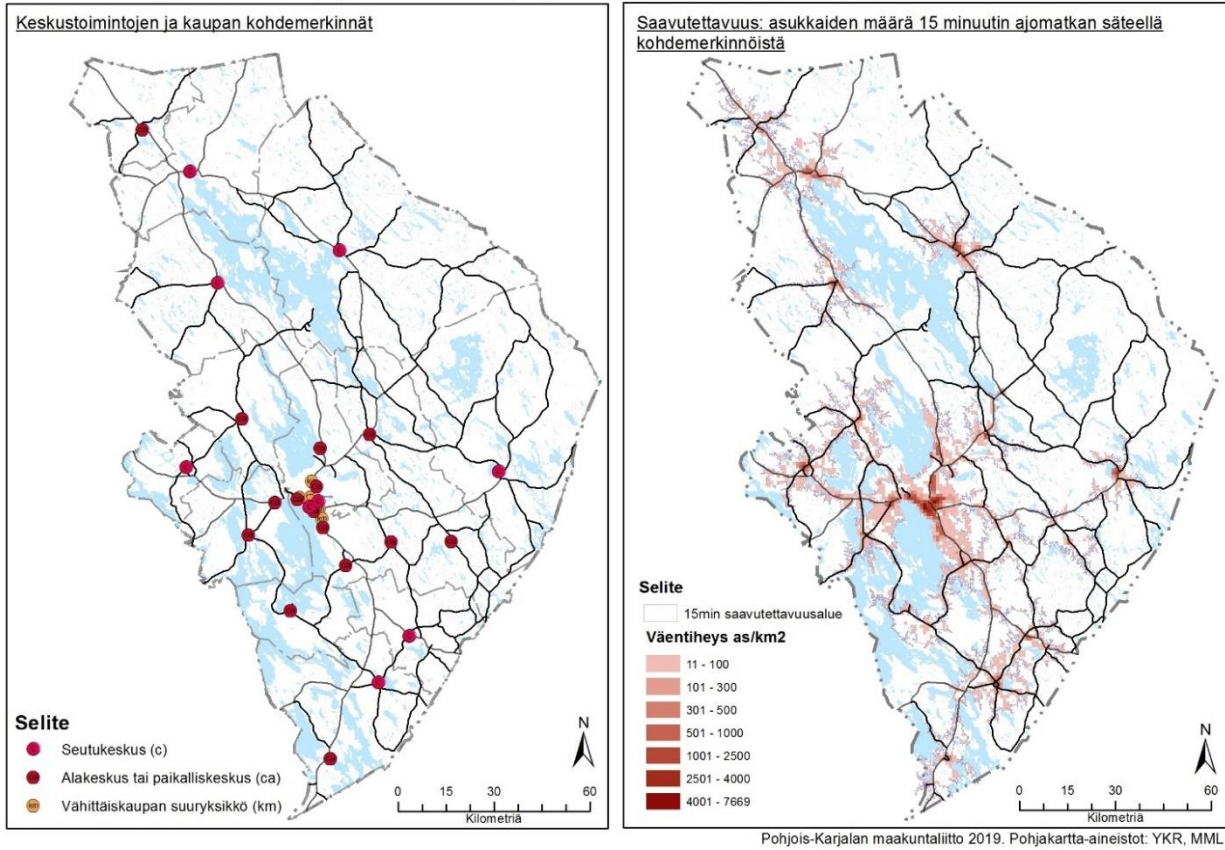 Keskustoimintojen ja kaupan kohdemerkinnät
Selite
Seutukeskus (c)
Alakeskus tai paikalliskeskus (ca)
Vähittäiskaupan suuryksikkö (km)
N
0 15 30 60
Kilometriä
Saavutettavuus: asukkaiden määrä 15 minuutin ajomatkan säteellä
kohdemerkinnöistä
Selite
15min saavutettavuusalue
Väentiheys as/km2
11 - 100
101 - 300
301 - 500
501 - 1000
1001 - 2500
2501 - 4000
4001 - 7669
N
0 15 30 60
Kilometriä
Pohjois-Karjalan maakuntaliitto 2019. Pohjakartta-aineistot: YKR, MML